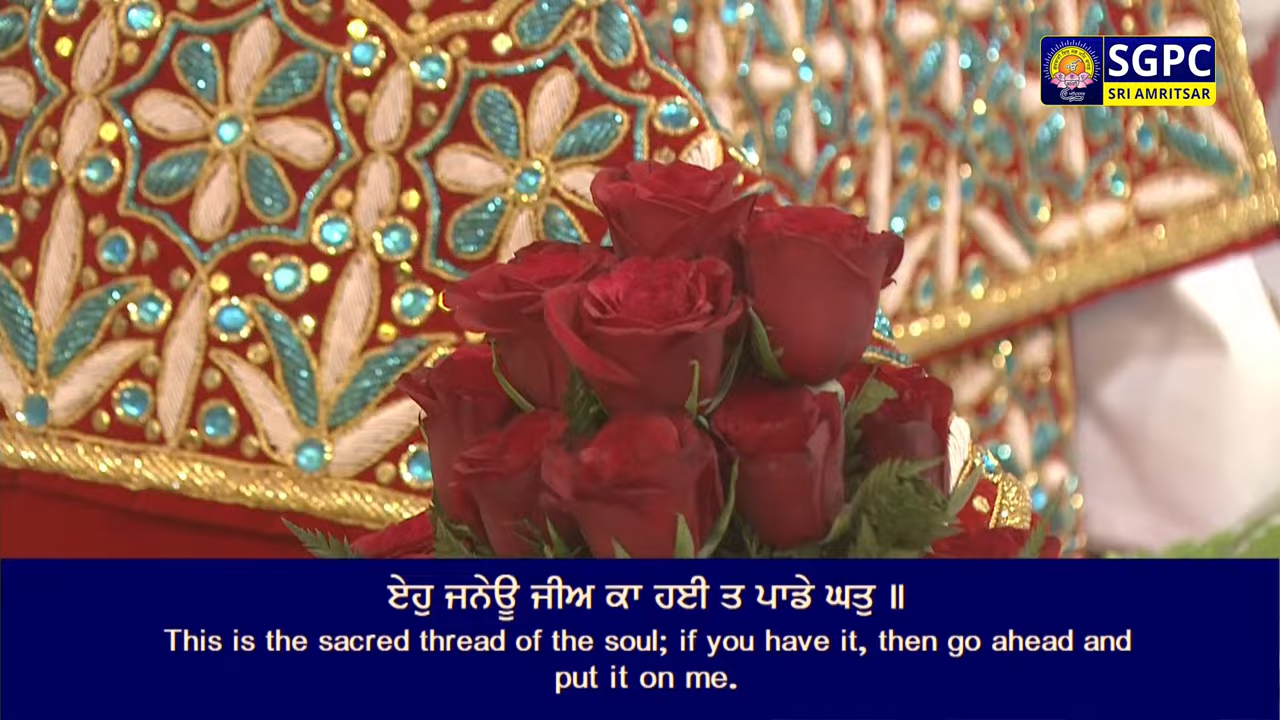 SGPC
SRI AMRITSAR
ਏਹੁ ਜਨੇਊ ਜੀਅ ਕਾ ਹਈ ਤ ਪਾਡੇ ਘਤੁ ॥
This is the sacred thread of the soul; if you have it, then go ahead and
put it on me.